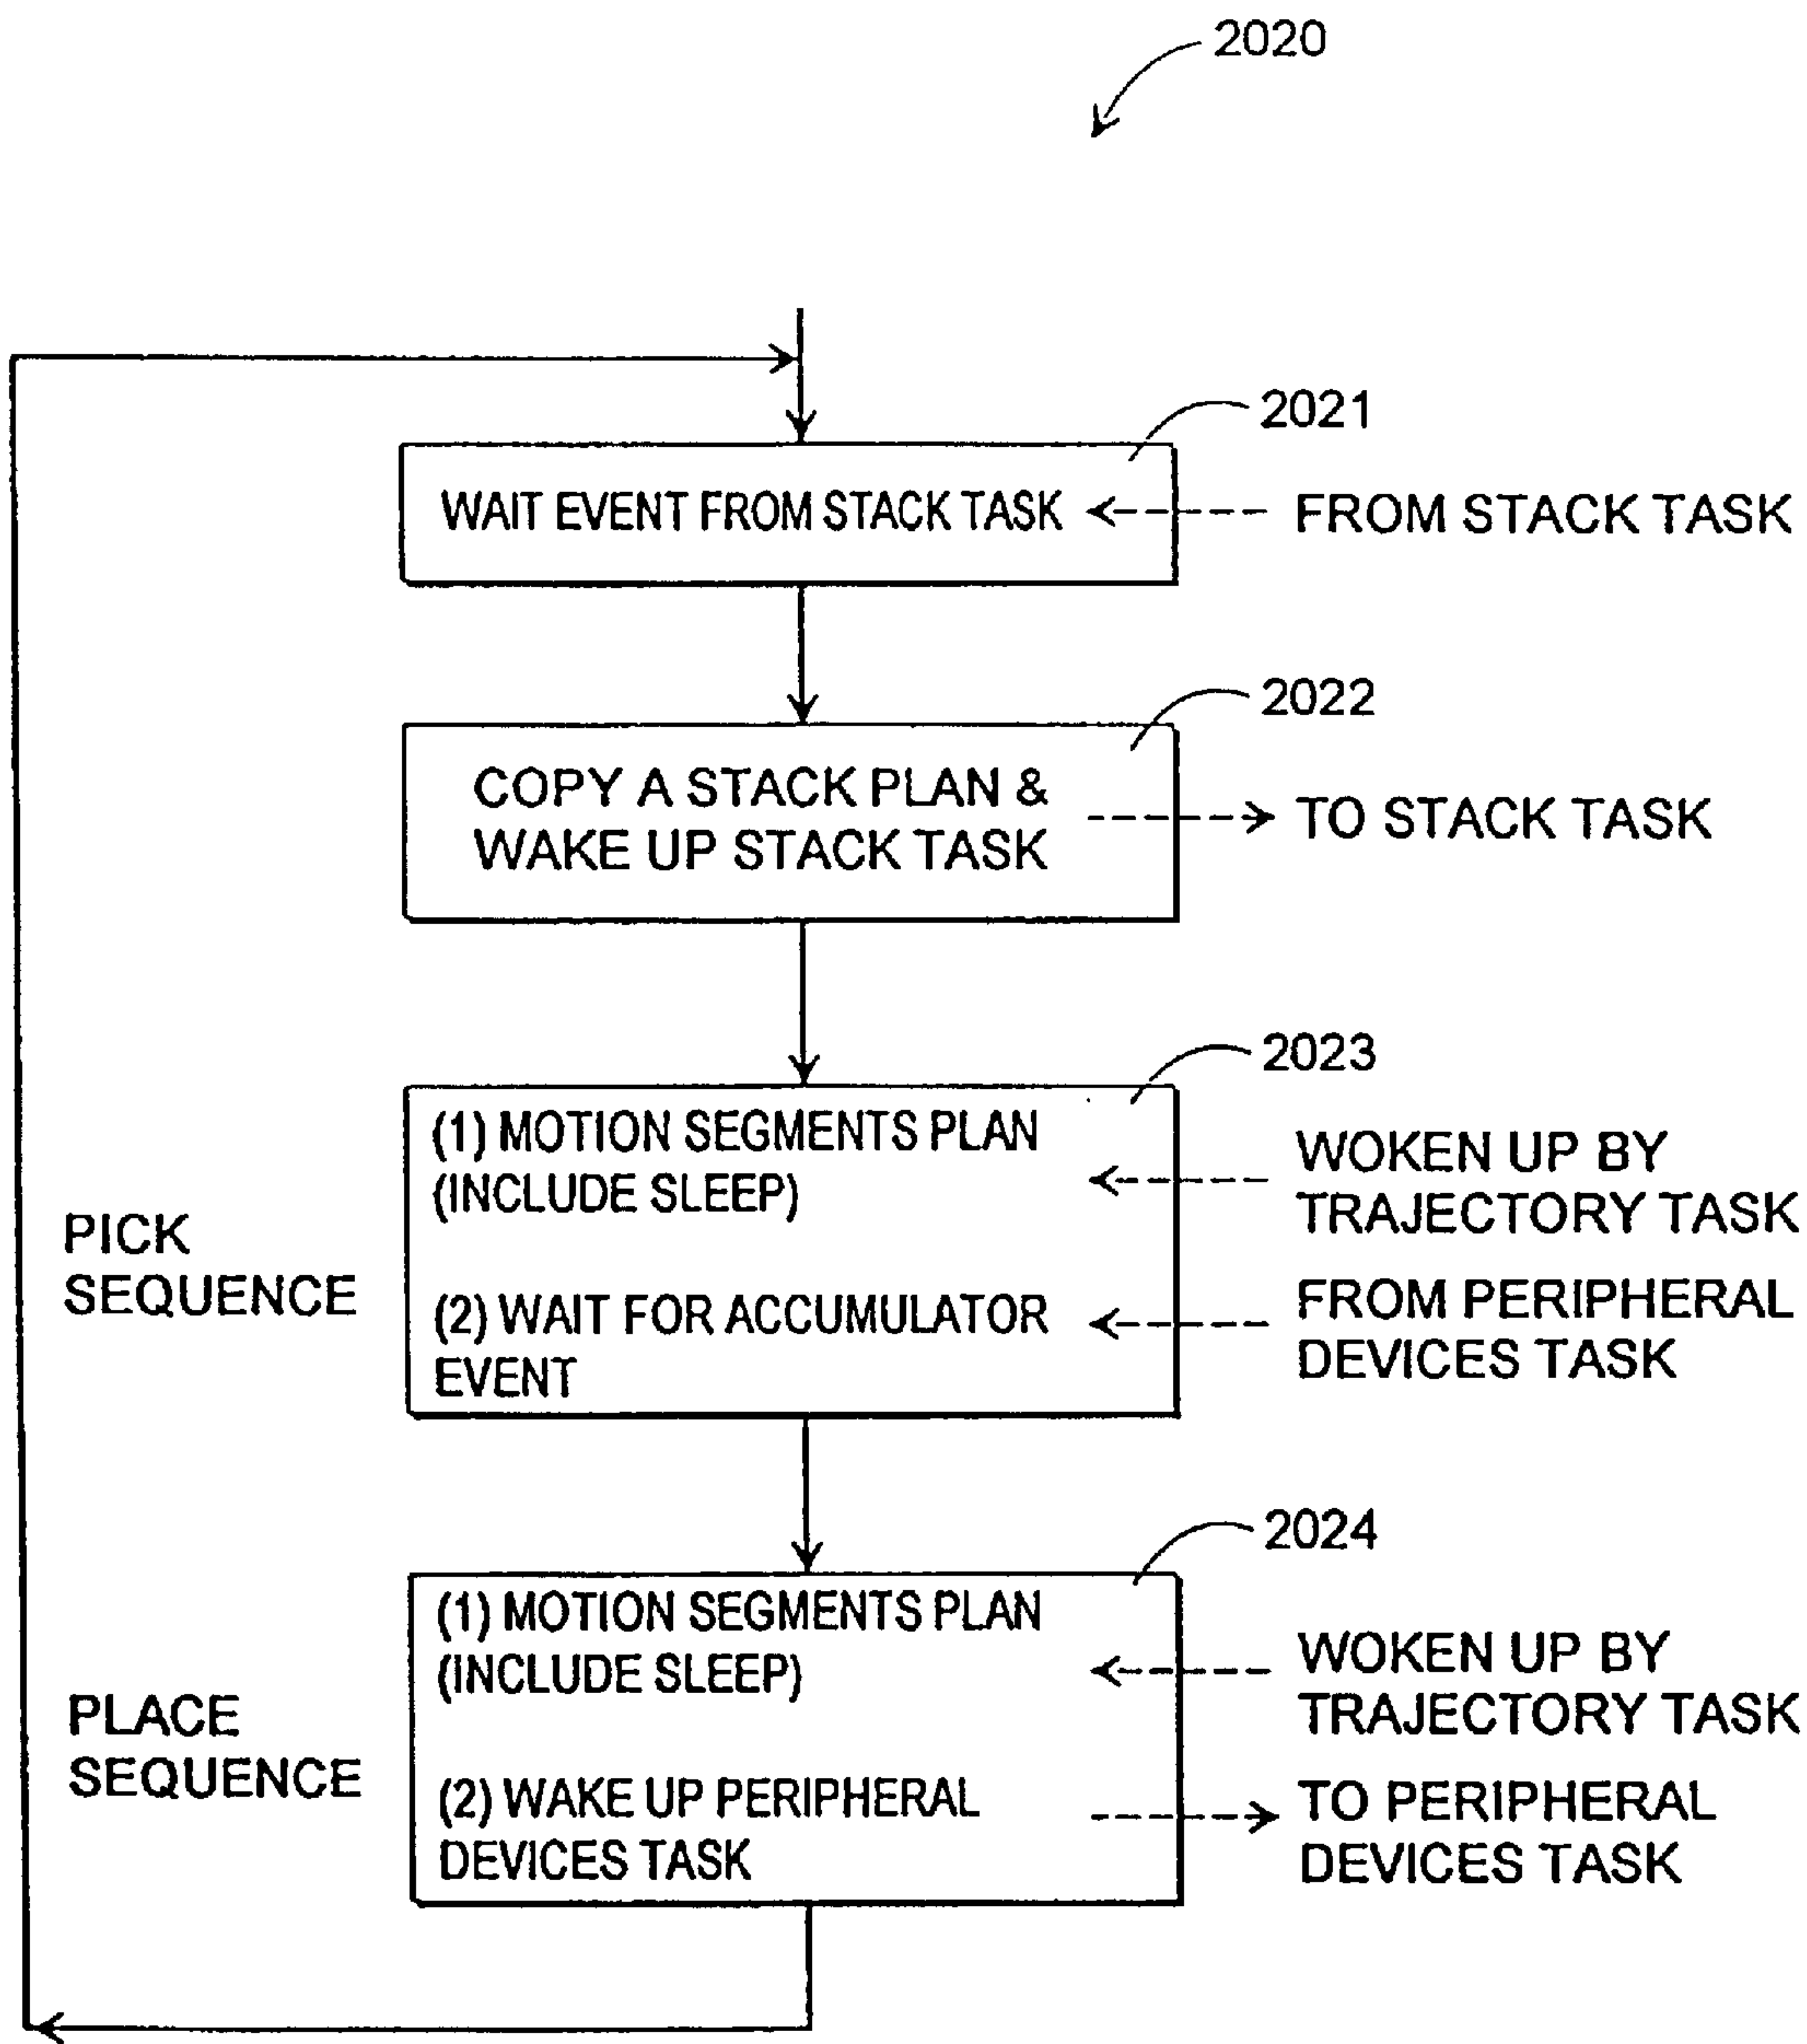 2020
2021
WAIT EVENT FROM STACK TASK
FROM STACK TASK
2022
COPY A STACK PLAN &
WAKE UP STACK TASK
TO STACK TASK
2023
(1) MOTION SEGMENTS PLAN
(INCLUDE SLEEP)
WOKEN UP BY
TRAJECTORY TASK
PICK
SEQUENCE
(2) WAIT FOR ACCUMULATOR
EVENT
FROM PERIPHERAL
DEVICES TASK
2024
(1) MOTION SEGMENTS PLAN
(INCLUDE SLEEP)
WOKEN UP BY
TRAJECTORY TASK
PLACE
SEQUENCE
(2) WAKE UP PERIPHERAL
DEVICES TASK
TO PERIPHERAL
DEVICES TASK